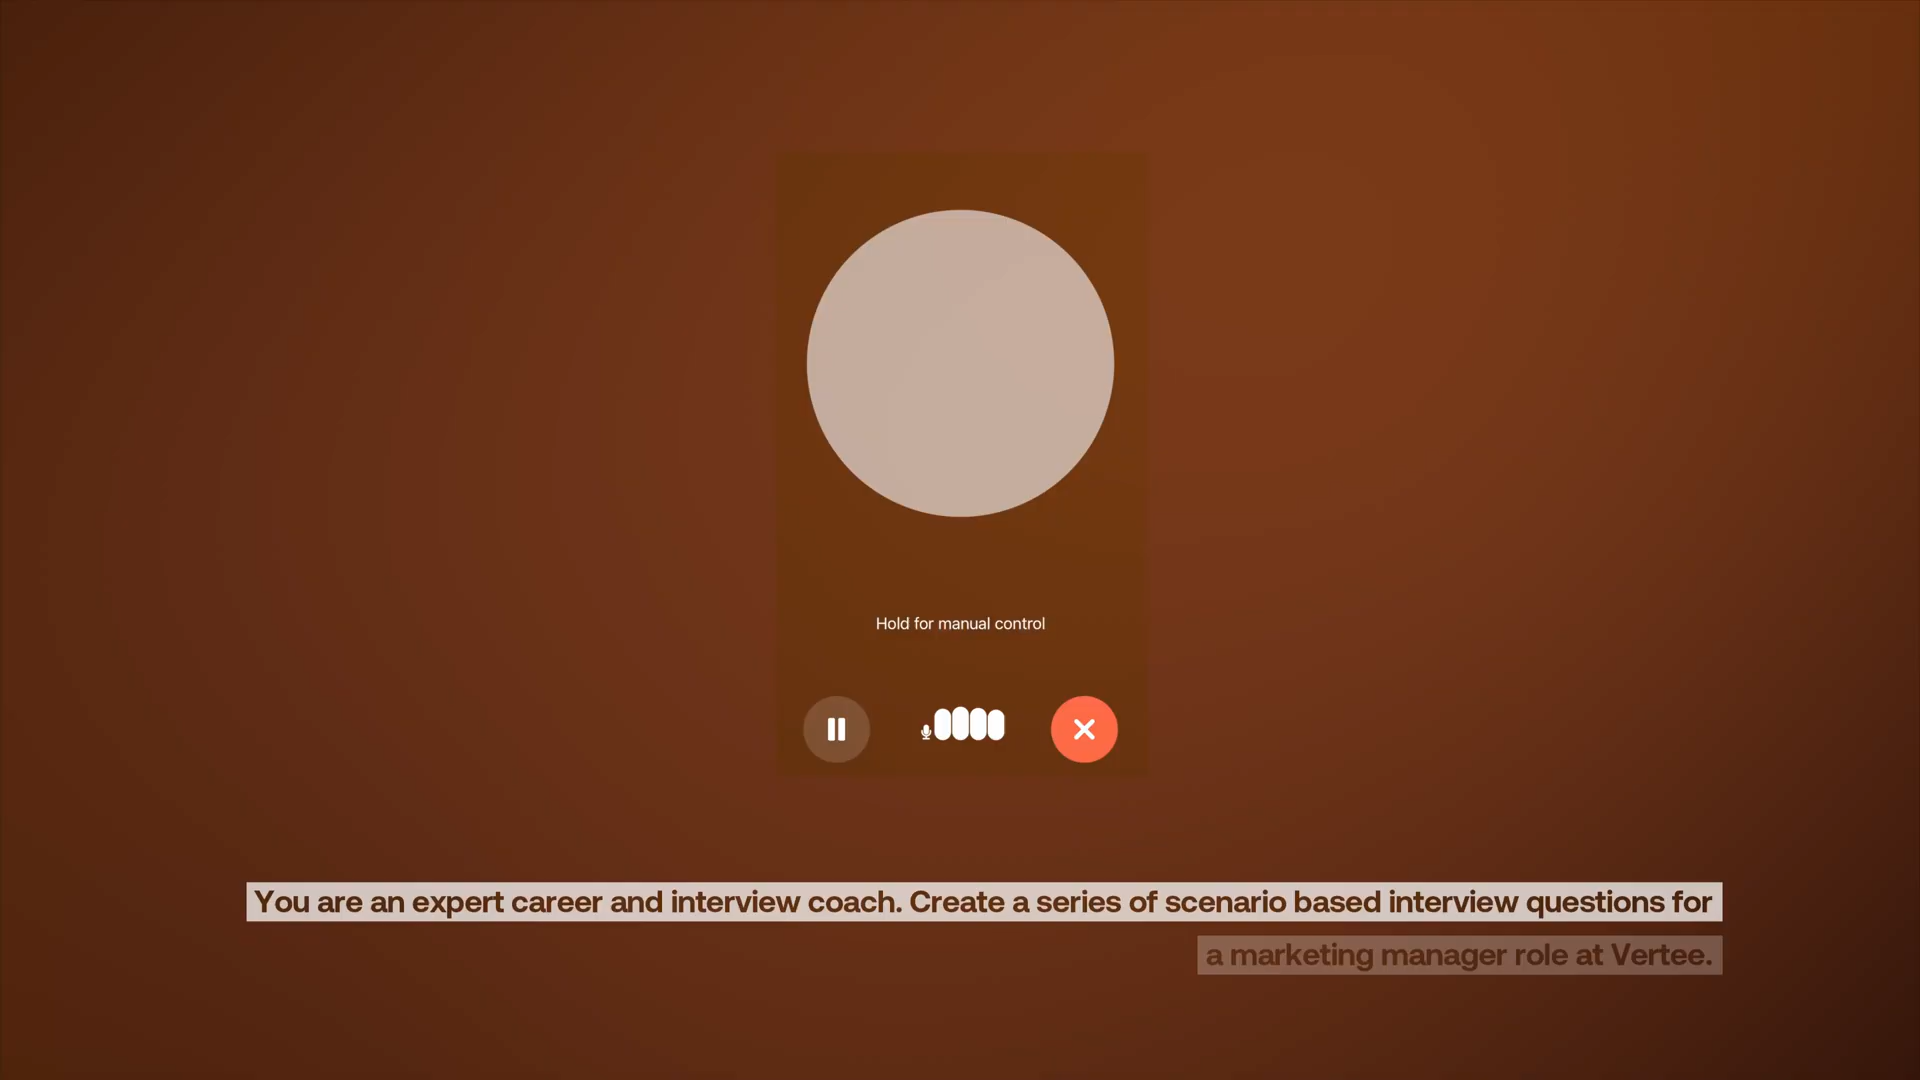 Hold for manual control
You are an expert career and interview coach. Create a series of scenario based interview questions for
a marketing manager role at Vertee.